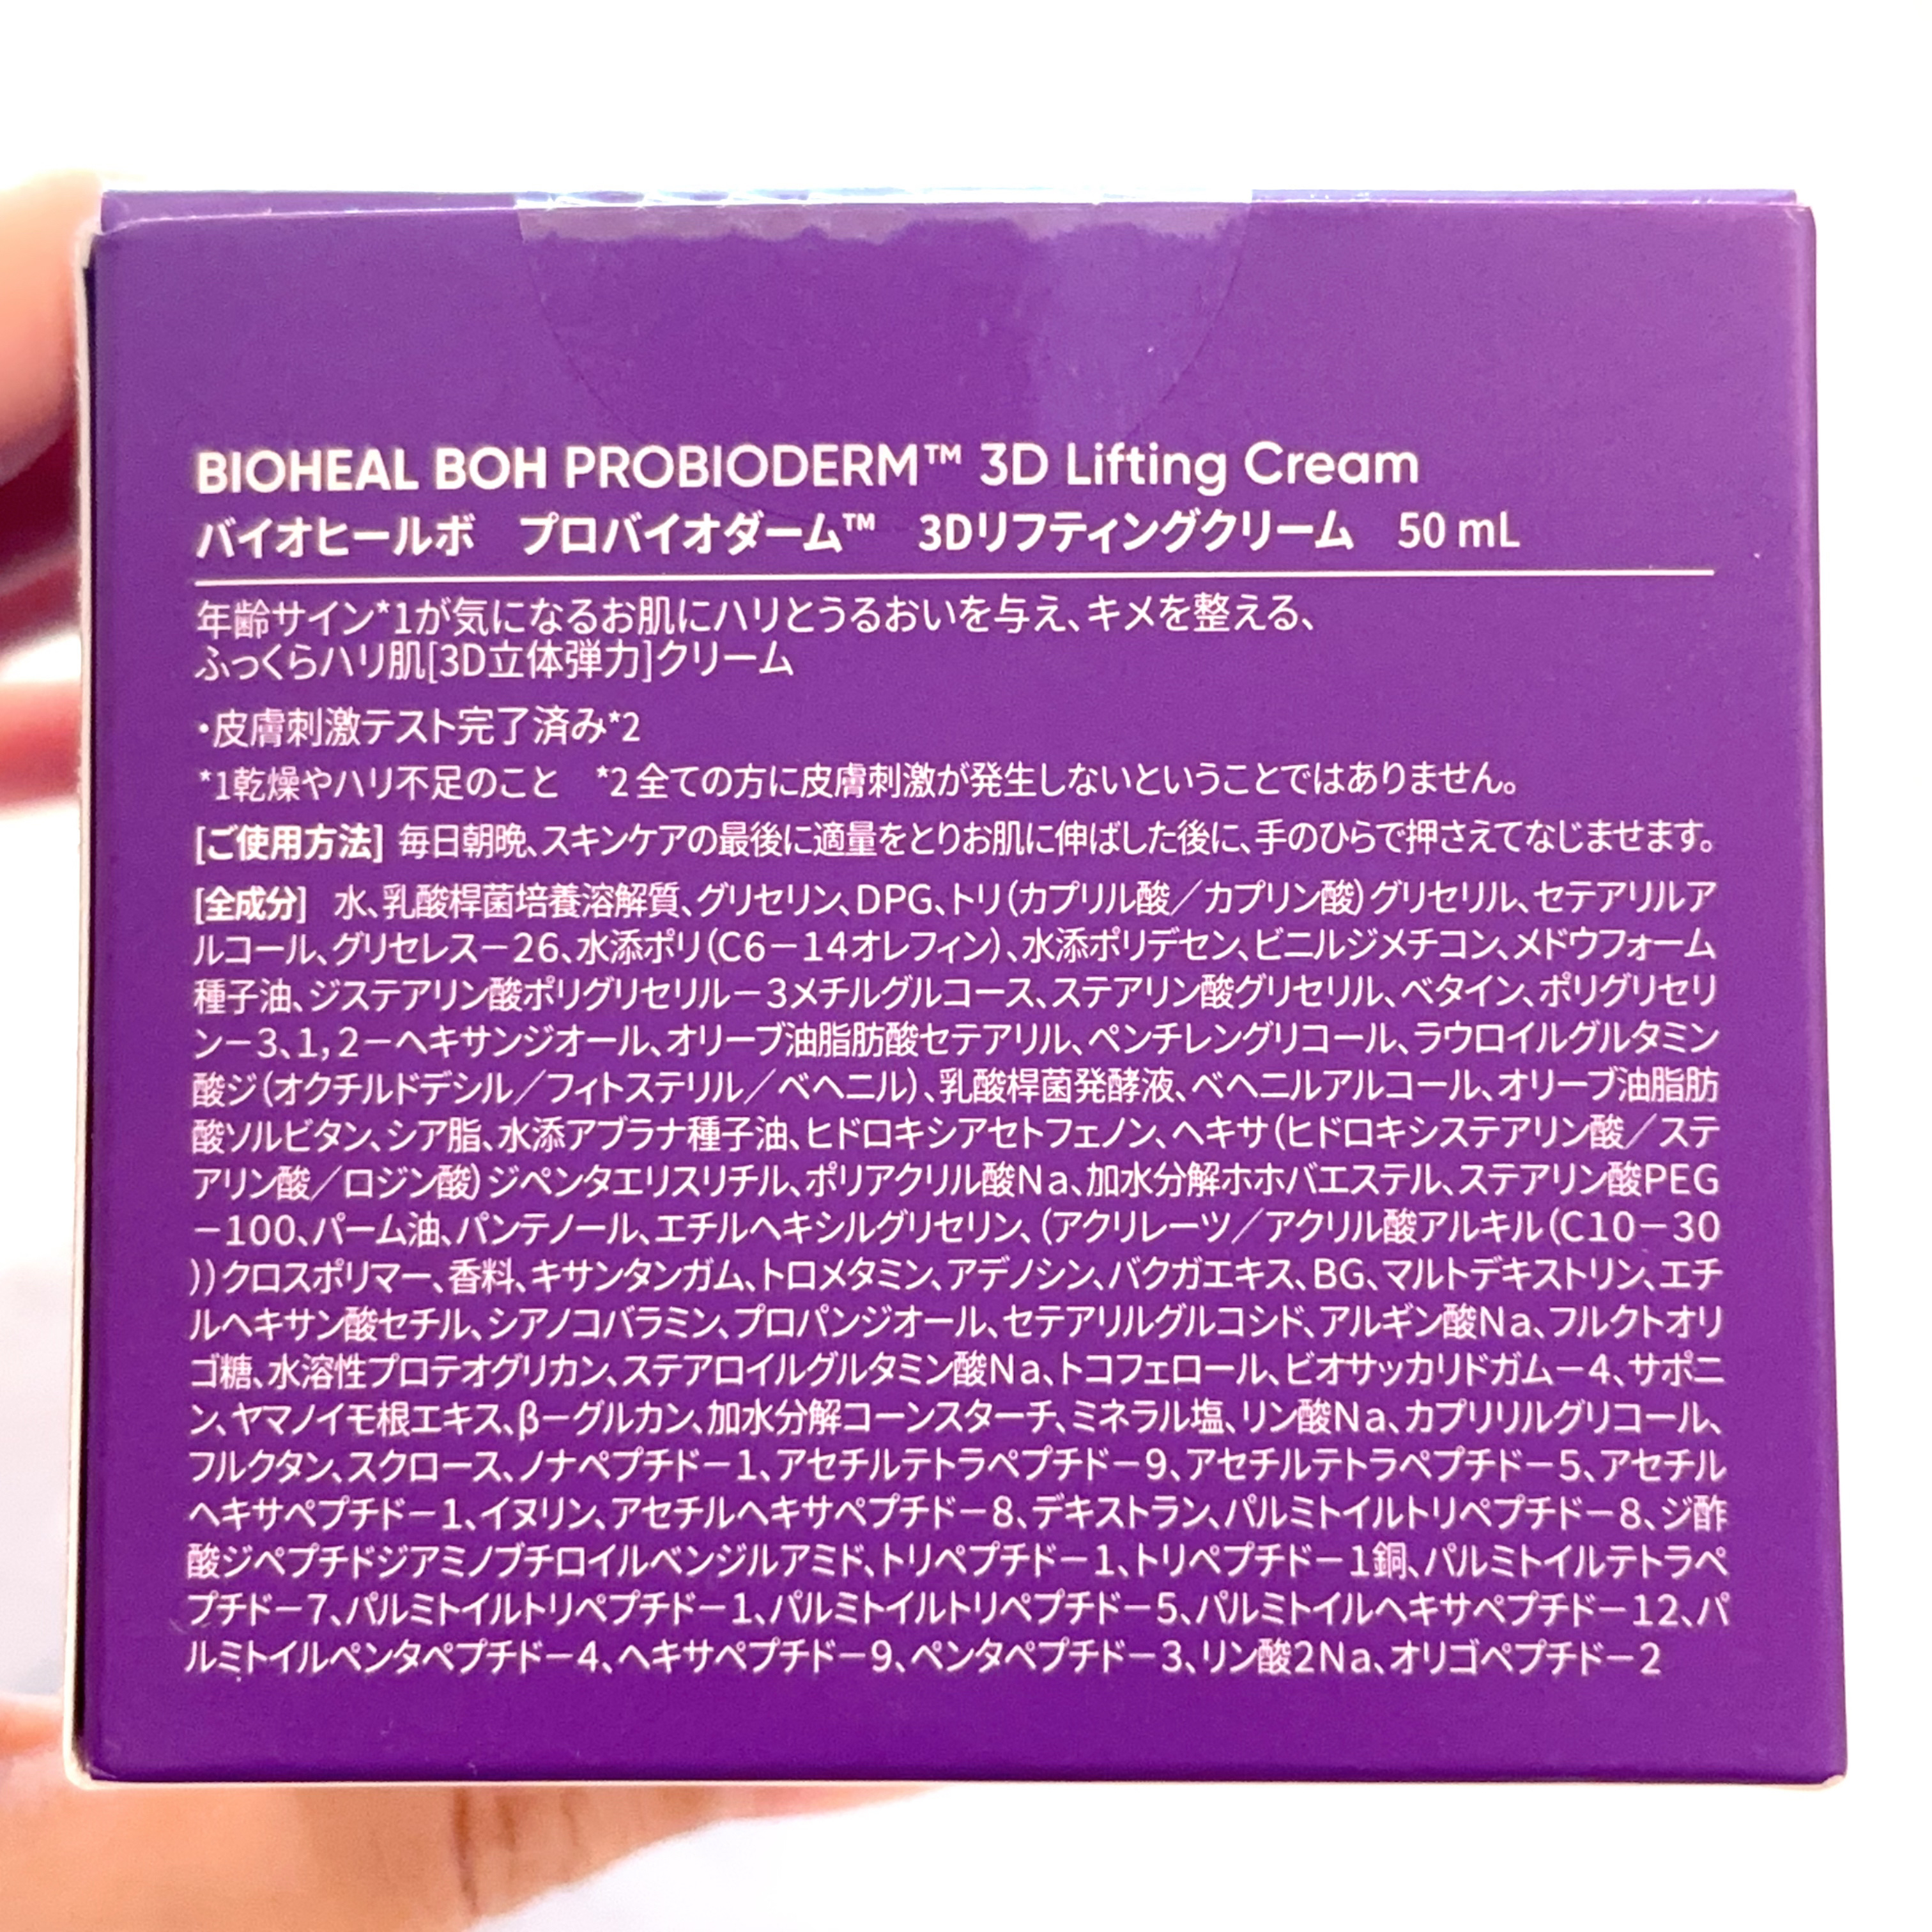 BIOHEAL BOH PROBIODERM™ 3D Lifting Cream
バイオヒールボ　プロバイオダーム™　3Dリフティングクリーム　50 mL
年齢サイン*1が気になるお肌にハリとうるおいを与え、キメを整える、
ふっくらハリ肌[3D立体弾力]クリーム
・皮膚刺激テスト完了済み*2
*1乾燥やハリ不足のこと　*2 全ての方に皮膚刺激が発生しないということではありません。
[ご使用方法] 毎日朝晩、スキンケアの最後に適量をとりお肌に伸ばした後に、手のひらで押さえてなじませます。
[全成分]　水、乳酸桿菌培養溶解質、グリセリン、DPG、トリ（カプリル酸／カプリン酸）グリセリル、セテアリルア
ルコール、グリセレス－26、水添ポリ（C6－14オレフィン）、水添ポリデセン、ビニルジメチコン、メドウフォーム
種子油、ジステアリン酸ポリグリセリル－3メチルグルコース、ステアリン酸グリセリル、ベタイン、ポリグリセリ
ン－3、1,2－ヘキサンジオール、オリーブ油脂肪酸セテアリル、ペンチレングリコール、ラウロイルグルタミン
酸ジ（オクチルドデシル／フィトステリル／ベヘニル）、乳酸桿菌発酵液、ベヘニルアルコール、オリーブ油脂肪
酸ソルビタン、シア脂、水添アブラナ種子油、ヒドロキシアセトフェノン、ヘキサ（ヒドロキシステアリン酸／ステ
アリン酸／ロジン酸）ジペンタエリスリチル、ポリアクリル酸Na、加水分解ホホバエステル、ステアリン酸PEG
－100、パーム油、パンテノール、エチルヘキシルグリセリン、（アクリレーツ／アクリル酸アルキル（C10－30
））クロスポリマー、香料、キサンタンガム、トロメタミン、アデノシン、バクガエキス、BG、マルトデキストリン、エチ
ルヘキサン酸セチル、シアノコバラミン、プロパンジオール、セテアリルグルコシド、アルギン酸Na、フルクトオリ
ゴ糖、水溶性プロテオグリカン、ステアロイルグルタミン酸Na、トコフェロール、ビオサッカリドガム－4、サポニ
ン、ヤマノイモ根エキス、β－グルカン、加水分解コーンスターチ、ミネラル塩、リン酸Na、カプリリルグリコール、
フルクタン、スクロース、ノナペプチド－1、アセチルテトラペプチド－9、アセチルテトラペプチド－5、アセチル
ヘキサペプチド－1、イヌリン、アセチルヘキサペプチド－8、デキストラン、パルミトイルトリペプチド－8、ジ酢
酸ジペプチドジアミノブチロイルベンジルアミド、トリペプチド－1、トリペプチド－1銅、パルミトイルテトラペ
プチド－7、パルミトイルトリペプチド－1、パルミトイルトリペプチド－5、パルミトイルヘキサペプチド－12、パ
ルミトイルペンタペプチド－4、ヘキサペプチド－9、ペンタペプチド－3、リン酸2Na、オリゴペプチド－2